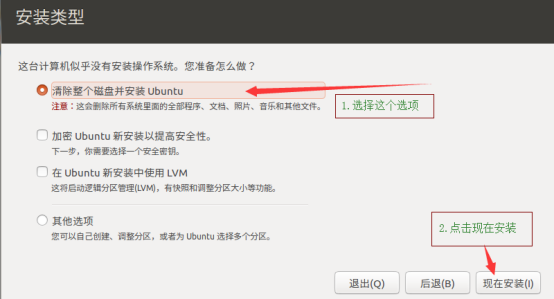 安装类型
这台计算机似乎没有安装操作系统。您准备怎么做？
清除整个磁盘并安装 Ubuntu
注意：这会删除所有系统里面的全部程序、文档、照片、音乐和其他文件。
1.选择这个选项
加密 Ubuntu 新安装以提高安全性。
下一步，你需要选择一个安全密钥。
在 Ubuntu 新安装中使用 LVM
这将启动逻辑分区管理(LVM)，有快照和调整分区大小等功能。
其他选项
您可以自己创建、调整分区，或者为 Ubuntu 选择多个分区。
2.点击现在安装
退出(Q)
后退(B)
现在安装(I)